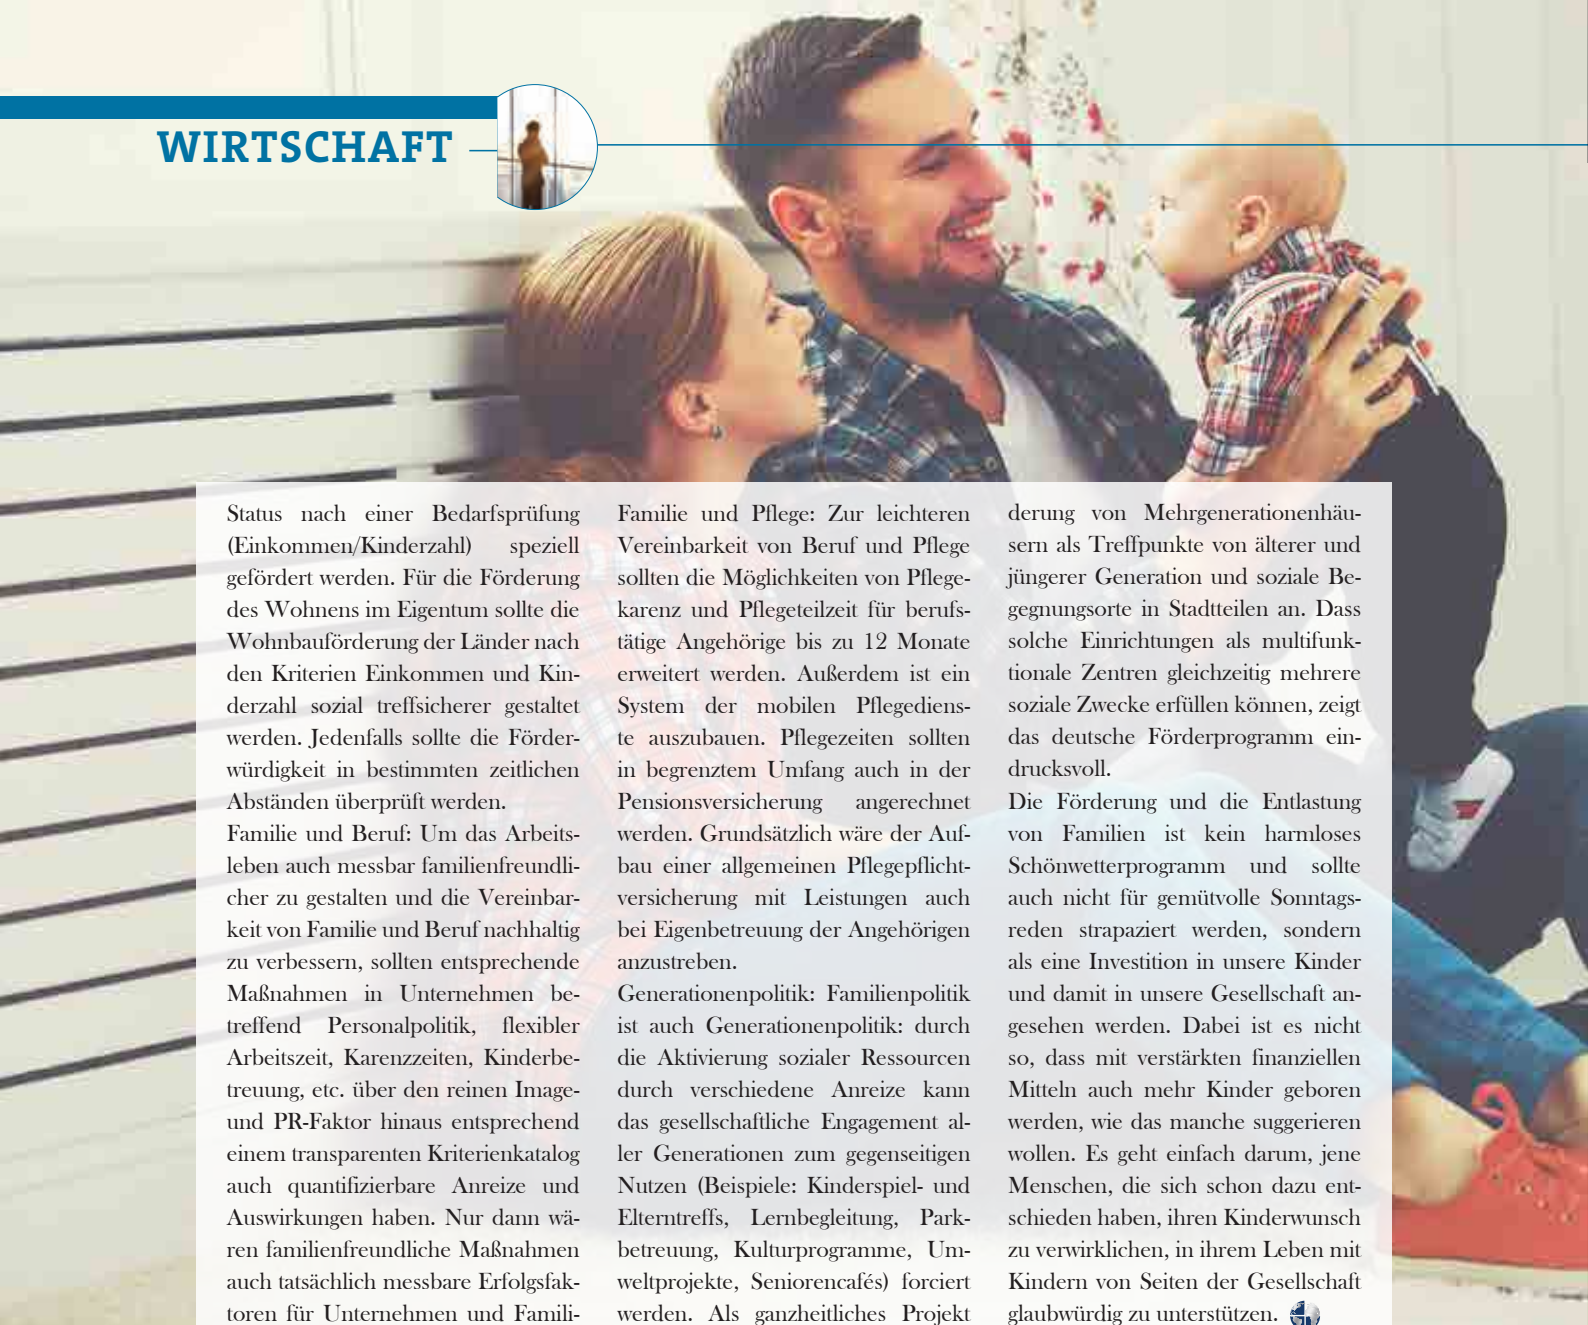 WIRTSCHAFT
Status nach einer Bedarfsprüfung
(Einkommen/Kinderzahl) speziell
gefördert werden. Für die Förderung
des Wohnens im Eigentum sollte die
Wohnbauförderung der Länder nach
den Kriterien Einkommen und Kin-
derzahl sozial treffsicherer gestaltet
werden. Jedenfalls sollte die Förder-
würdigkeit in bestimmten zeitlichen
Abständen überprüft werden.
Familie und Beruf: Um das Arbeits-
leben auch messbar familienfreundli-
cher zu gestalten und die Vereinbar-
keit von Familie und Beruf nachhaltig
zu verbessern, sollten entsprechende
Maßnahmen in Unternehmen be-
treffend Personalpolitik, flexibler
Arbeitszeit, Karenzzeiten, Kinderbe-
treuung, etc. über den reinen Image-
und PR-Faktor hinaus entsprechend
einem transparenten Kriterienkatalog
auch quantifizierbare Anreize und
Auswirkungen haben. Nur dann wä-
ren familienfreundliche Maßnahmen
auch tatsächlich messbare Erfolgsfak-
toren für Unternehmen und Famili-
Familie und Pflege: Zur leichteren
Vereinbarkeit von Beruf und Pflege
sollten die Möglichkeiten von Pflege-
karenz und Pflegeteilzeit für berufs-
tätige Angehörige bis zu 12 Monate
erweitert werden. Außerdem ist ein
System der mobilen Pflegediens-
te auszubauen. Pflegezeiten sollten
in begrenztem Umfang auch in der
Pensionsversicherung angerechnet
werden. Grundsätzlich wäre der Auf-
bau einer allgemeinen Pflegepflicht-
versicherung mit Leistungen auch
bei Eigenbetreuung der Angehörigen
anzustreben.
Generationenpolitik: Familienpolitik
ist auch Generationenpolitik: durch
die Aktivierung sozialer Ressourcen
durch verschiedene Anreize kann
das gesellschaftliche Engagement al-
ler Generationen zum gegenseitigen
Nutzen (Beispiele: Kinderspiel- und
Elterntreffs, Lernbegleitung, Park-
betreuung, Kulturprogramme, Um-
weltprojekte, Seniorencafés) forciert
werden. Als ganzheitliches Projekt
derung von Mehrgenerationenhäu-
sern als Treffpunkte von älterer und
jüngerer Generation und soziale Be-
gegnungsorte in Stadtteilen an. Dass
solche Einrichtungen als multifunk-
tionale Zentren gleichzeitig mehrere
soziale Zwecke erfüllen können, zeigt
das deutsche Förderprogramm ein-
drucksvoll.
Die Förderung und die Entlastung
von Familien ist kein harmloses
Schönwetterprogramm und sollte
auch nicht für gemütvolle Sonntags-
reden strapaziert werden, sondern
als eine Investition in unsere Kinder
und damit in unsere Gesellschaft an-
gesehen werden. Dabei ist es nicht
so, dass mit verstärkten finanziellen
Mitteln auch mehr Kinder geboren
werden, wie das manche suggerieren
wollen. Es geht einfach darum, jene
Menschen, die sich schon dazu ent-
schieden haben, ihren Kinderwunsch
zu verwirklichen, in ihrem Leben mit
Kindern von Seiten der Gesellschaft
glaubwürdig zu unterstützen.